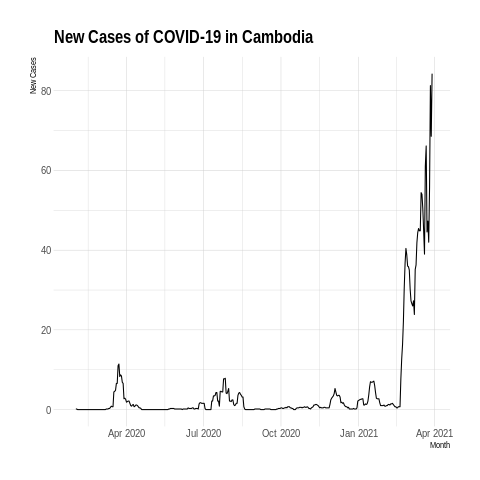 New Cases of COVID-19 in Cambodia
New Cases
80
60
40
20
0
Apr 2020 Jul 2020 Oct 2020 Jan 2021 Apr 2021
Month